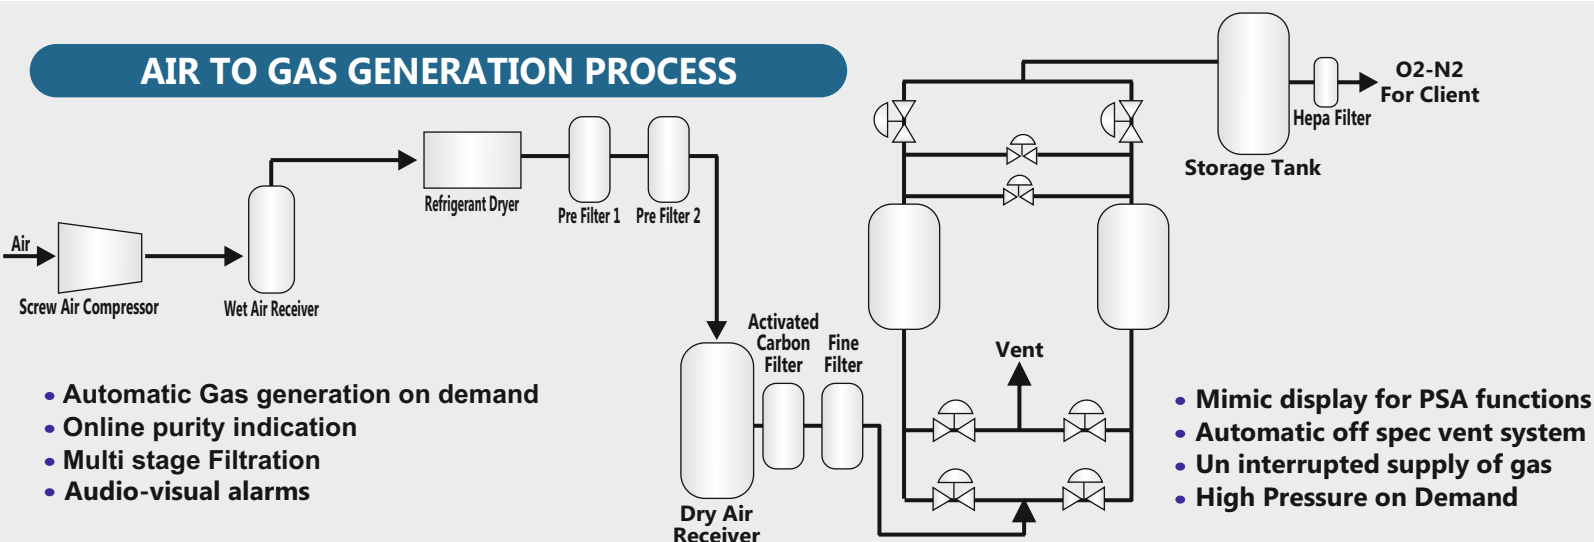 AIR TO GAS GENERATION PROCESS
Air
Screw Air Compressor
Wet Air Receiver
Refrigerant Dryer
Pre Filter 1
Pre Filter 2
Dry Air
Receiver
Activated
Carbon
Filter
Fine
Filter
Vent
Storage Tank
Hepa Filter
O2-N2
For Client
• Automatic Gas generation on demand
• Online purity indication
• Multi stage Filtration
• Audio-visual alarms
• Mimic display for PSA functions
• Automatic off spec vent system
• Un interrupted supply of gas
• High Pressure on Demand